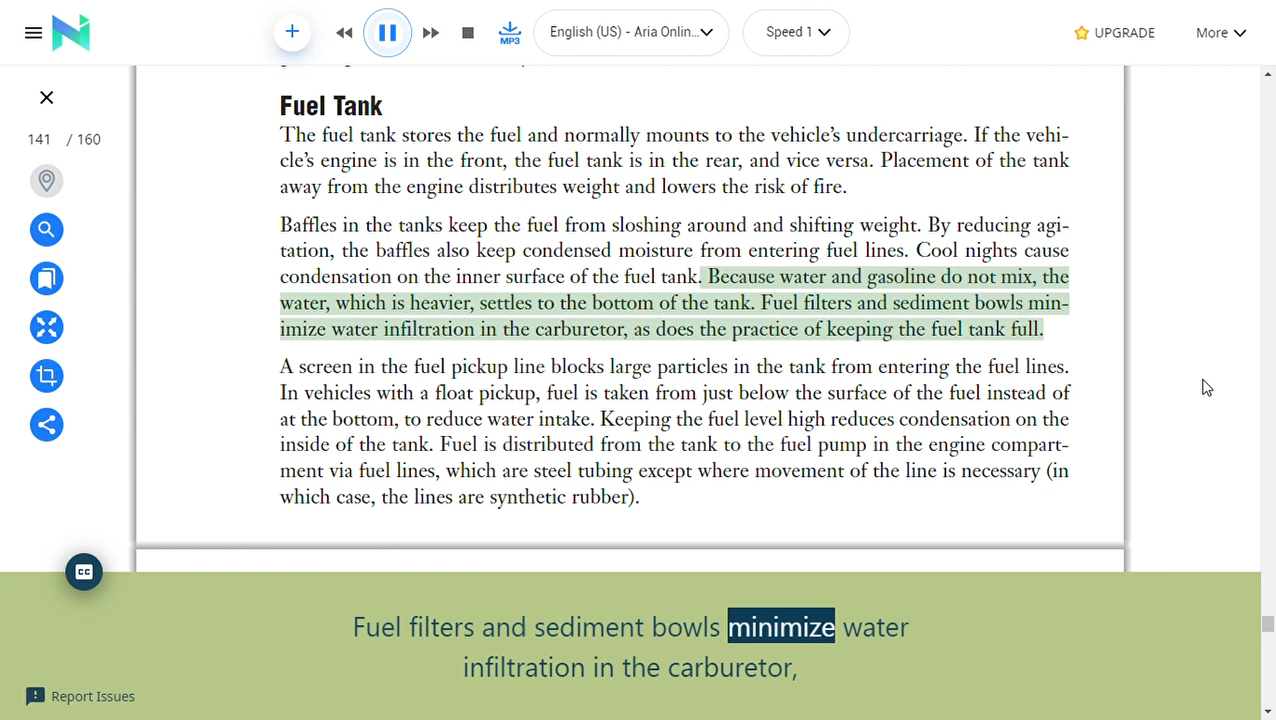 MP3
English (US) - Aria Onlin...
Speed 1
UPGRADE
More
141 / 160
Fuel Tank
The fuel tank stores the fuel and normally mounts to the vehicle's undercarriage. If the vehi-
cle's engine is in the front, the fuel tank is in the rear, and vice versa. Placement of the tank
away from the engine distributes weight and lowers the risk of fire.
Baffles in the tanks keep the fuel from sloshing around and shifting weight. By reducing agi-
tation, the baffles also keep condensed moisture from entering fuel lines. Cool nights cause
condensation on the inner surface of the fuel tank. Because water and gasoline do not mix, the
water, which is heavier, settles to the bottom of the tank. Fuel filters and sediment bowls min-
imize water infiltration in the carburetor, as does the practice of keeping the fuel tank full.
A screen in the fuel pickup line blocks large particles in the tank from entering the fuel lines.
In vehicles with a float pickup, fuel is taken from just below the surface of the fuel instead of
at the bottom, to reduce water intake. Keeping the fuel level high reduces condensation on the
inside of the tank. Fuel is distributed from the tank to the fuel pump in the engine compart-
ment via fuel lines, which are steel tubing except where movement of the line is necessary (in
which case, the lines are synthetic rubber).
CC
Fuel filters and sediment bowls minimize water
infiltration in the carburetor,
Report Issues